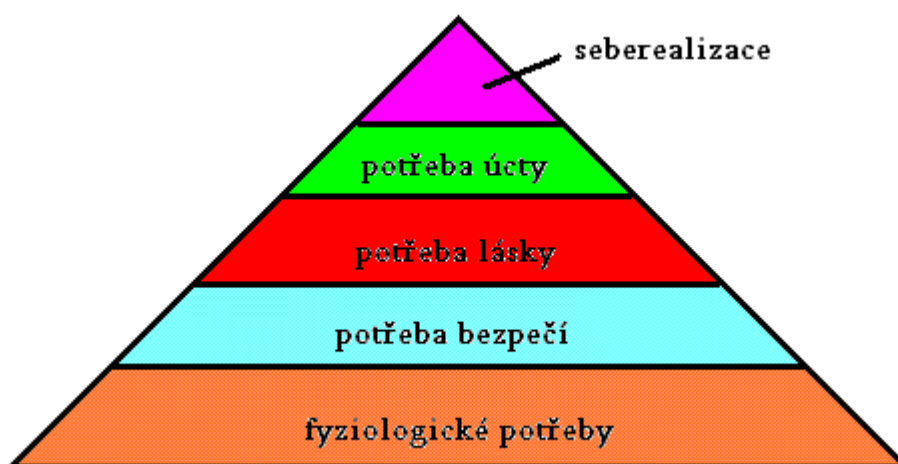 seberealizace
potřeba úcty
potřeba lásky
potřeba bezpečí
fyziologické potřeby